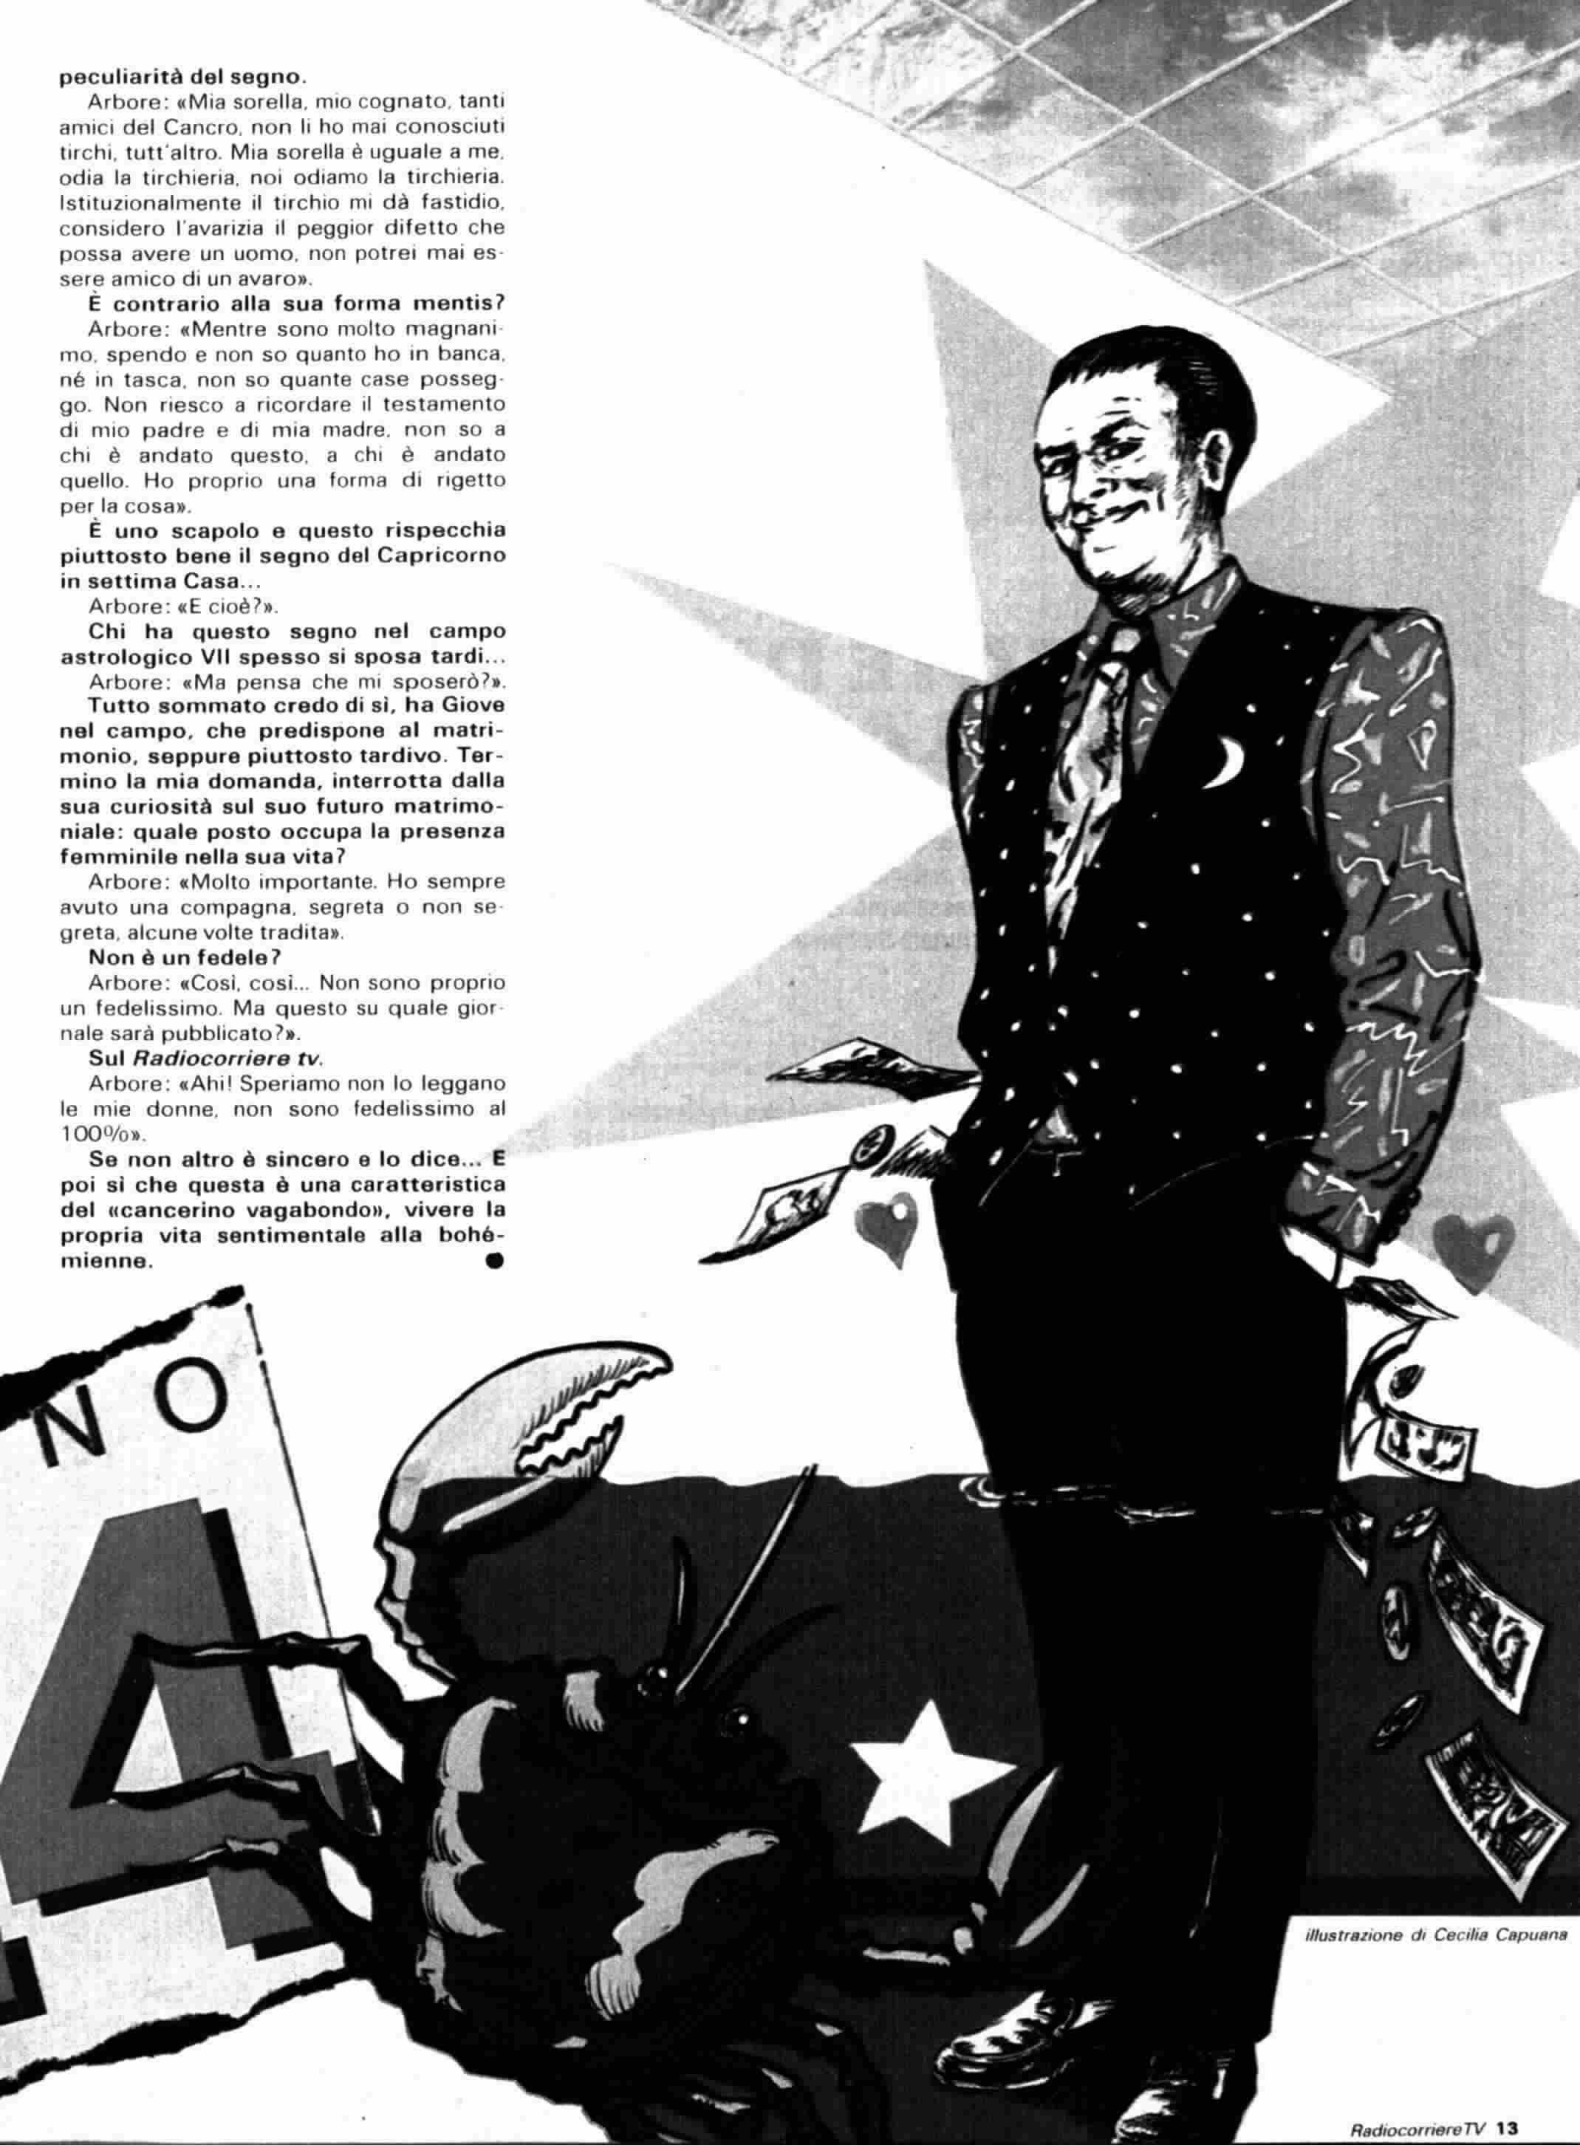 peculiarità del segno.
Arbore: «Mia sorella, mio cognato, tanti
amici del Cancro, non li ho mai conosciuti
tirchi, tutt'altro. Mia sorella è uguale a me,
odia la tirchieria, noi odiamo la tirchieria.
Istituzionalmente il tirchio mi dà fastidio,
considero l'avarizia il peggior difetto che
possa avere un uomo, non potrei mai es-
sere amico di un avaro».
È contrario alla sua forma mentis?
Arbore: «Mentre sono molto magnani-
mo, spendo e non so quanto ho in banca,
né in tasca, non so quante case posseg-
go. Non riesco a ricordare il testamento
di mio padre e di mia madre, non so a
chi è andato questo, a chi è andato
quello. Ho proprio una forma di rigetto
per la cosa».
È uno scapolo e questo rispecchia
piuttosto bene il segno del Capricorno
in settima Casa...
Arbore: «E cioè?».
Chi ha questo segno nel campo
astrologico VII spesso si sposa tardi...
Arbore: «Ma pensa che mi sposerò?».
Tutto sommato credo di sì, ha Giove
nel campo, che predispone al matri-
monio, seppure piuttosto tardivo. Ter-
mino la mia domanda, interrotta dalla
sua curiosità sul suo futuro matrimo-
niale: quale posto occupa la presenza
femminile nella sua vita?
Arbore: «Molto importante. Ho sempre
avuto una compagna, segreta o non se-
greta, alcune volte tradita».
Non è un fedele?
Arbore: «Così, così... Non sono proprio
un fedelissimo. Ma questo su quale gior-
nale sarà pubblicato?».
Sul Radiocorriere tv.
Arbore: «Ahi! Speriamo non lo leggano
le mie donne, non sono fedelissimo al
100%».
Se non altro è sincero e lo dice... E
poi sì che questa è una caratteristica
del «cancerino vagabondo», vivere la
propria vita sentimentale alla bohé-
mienne.
N O
4
illustrazione di Cecilia Capuana
RadiocorriereTV 13